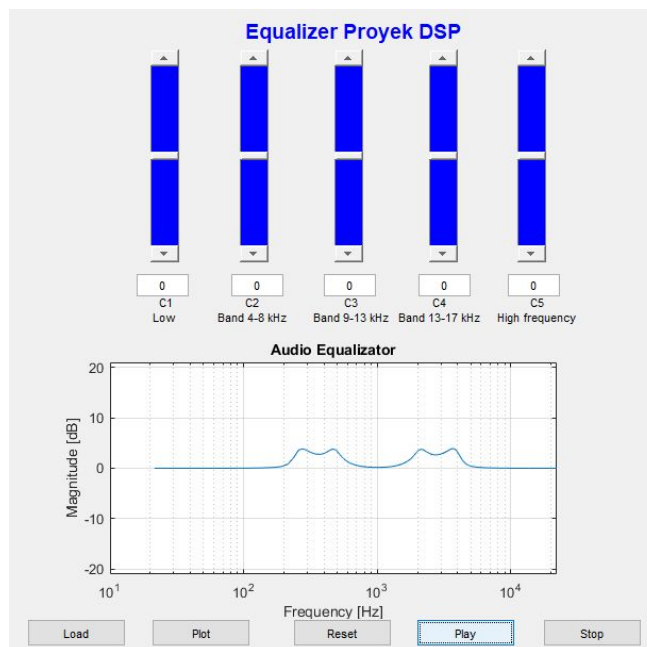 Equalizer Proyek DSP
0 0 0 0 0
C1 C2 C3 C4 C5
Low Band 4-8 kHz Band 9-13 kHz Band 13-17 kHz High frequency
Audio Equalizator
20
10
0
-10
-20
Magnitude [dB]
10^1 10^2 10^3 10^4
Frequency [Hz]
Load Plot Reset Play Stop